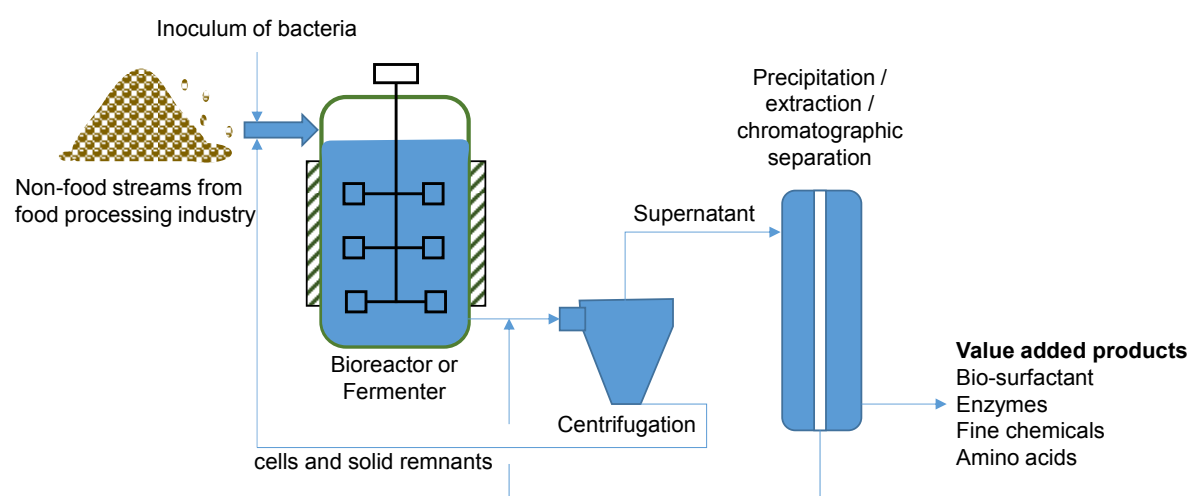 Inoculum of bacteria
Non-food streams from
food processing industry
Bioreactor or
Fermenter
cells and solid remnants
Centrifugation
Supernatant
Precipitation /
extraction /
chromatographic
separation
Value added products
Bio-surfactant
Enzymes
Fine chemicals
Amino acids